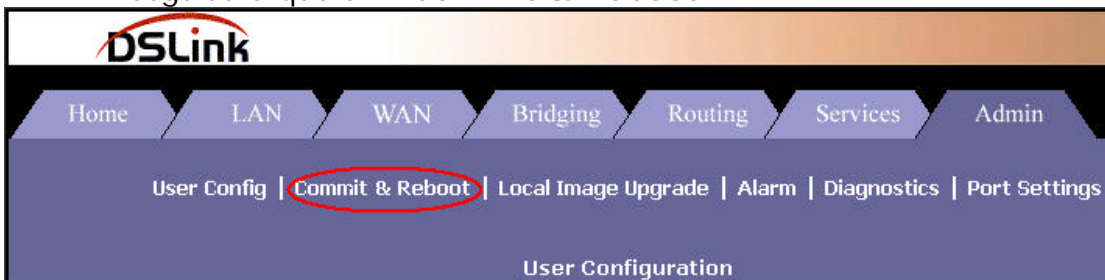 DSLink
Home LAN WAN Bridging Routing Services Admin
User Config | Commit & Reboot | Local Image Upgrade | Alarm | Diagnostics | Port Settings
User Configuration